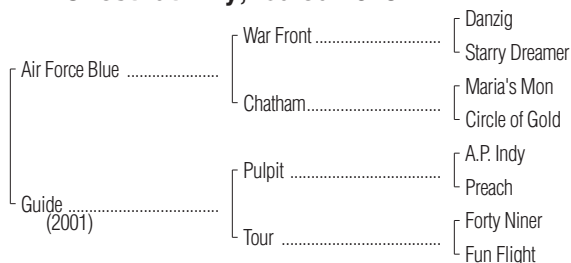 Danzig
War Front
Starry Dreamer
Air Force Blue
Maria's Mon
Chatham
Circle of Gold
A.P. Indy
Pulpit
Preach
Guide
(2001)
Forty Niner
Tour
Fun Flight